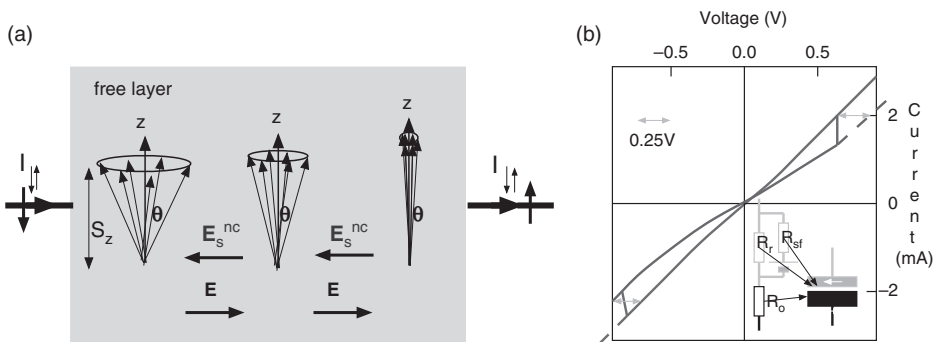 (a)
free layer
z
z
z
I
I
S_z
θ
θ
θ
E_s^nc
E_s^nc
E
E
(b)
Voltage (V)
−0.5
0.0
0.5
0.25V
2
0
−2
Current
(mA)
R_r
R_sf
R_o